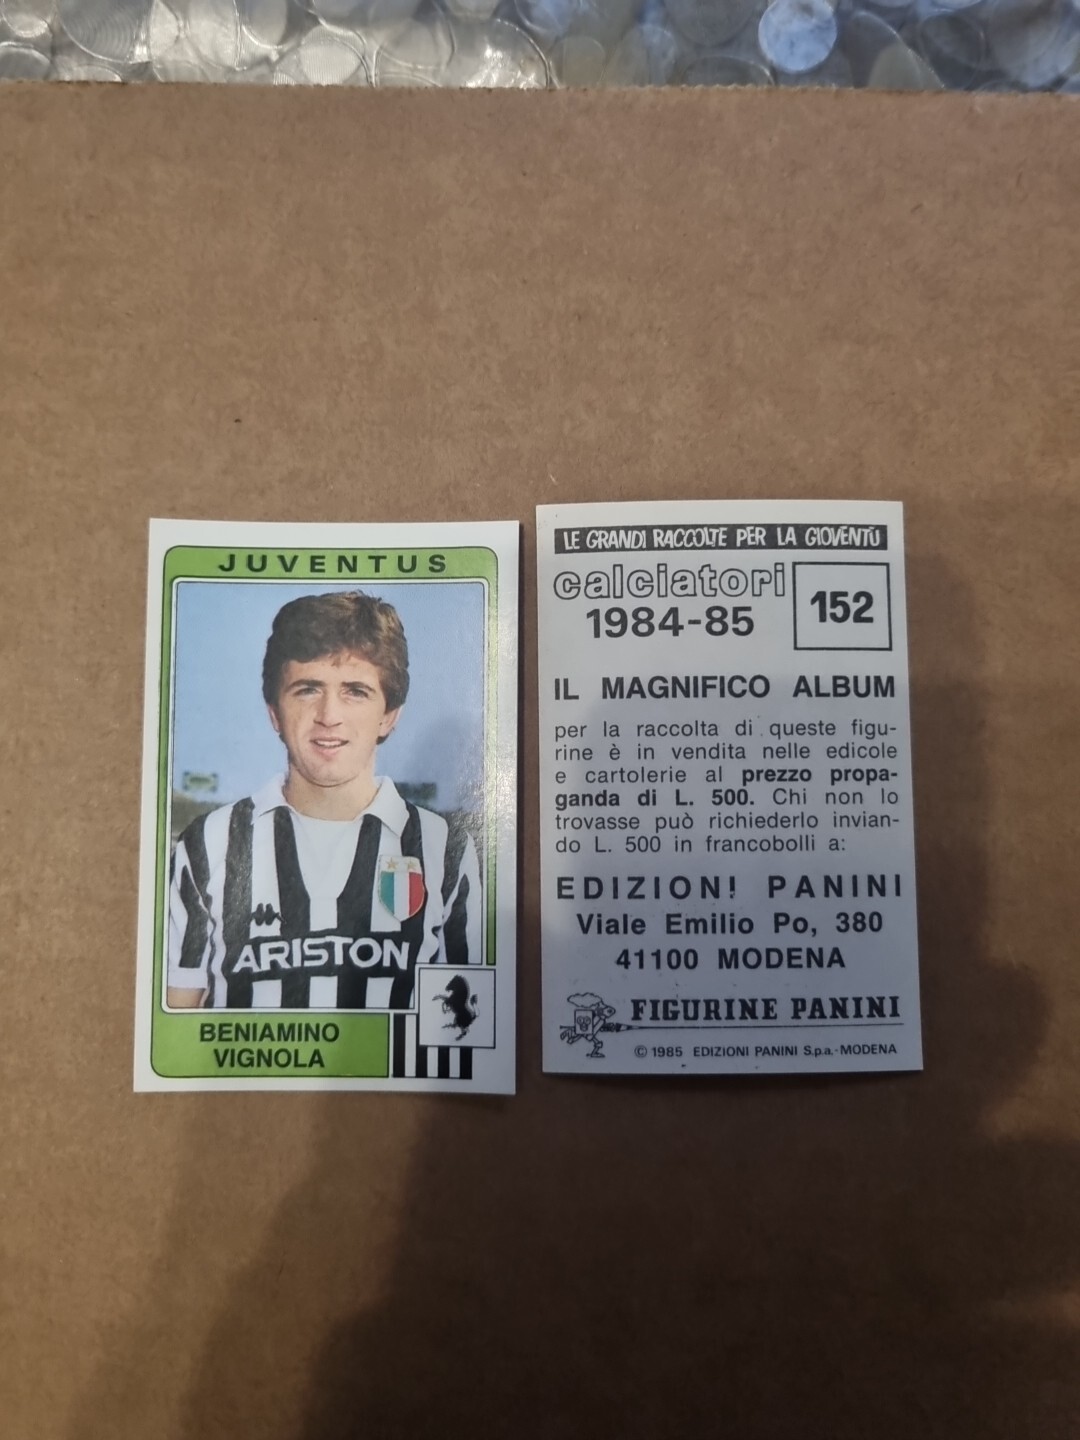 JUVENTUS
ARISTON
BENIAMINO
VIGNOLA
LE GRANDI RACCOLTE PER LA GIOVENTÙ
calciatori
1984-85
152
IL MAGNIFICO ALBUM
per la raccolta di queste figu-
rine è in vendita nelle edicole
e cartolerie al prezzo propa-
ganda di L. 500. Chi non lo
trovasse può richiederlo invian-
do L. 500 in francobolli a:
EDIZIONI PANINI
Viale Emilio Po, 380
41100 MODENA
FIGURINE PANINI
© 1985 EDIZIONI PANINI S.p.a.-MODENA